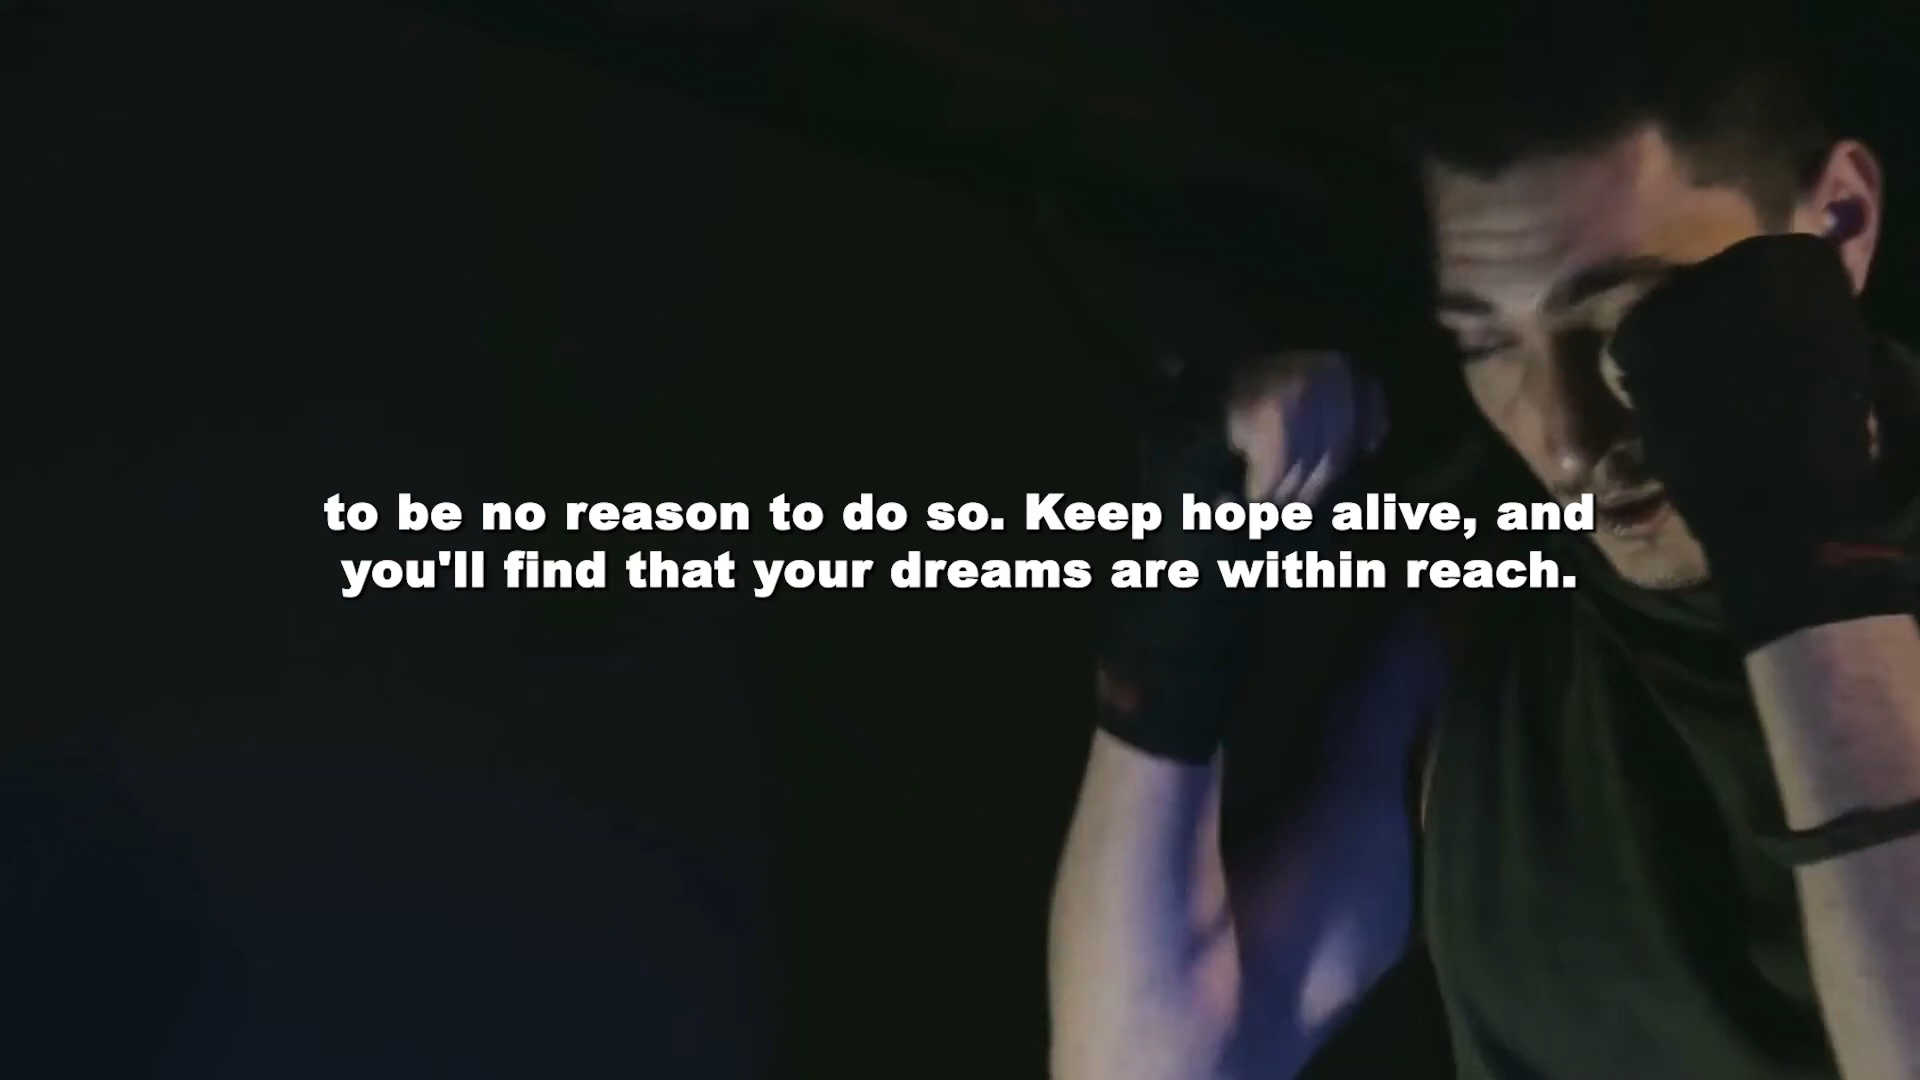 to be no reason to do so. Keep hope alive, and
you'll find that your dreams are within reach.